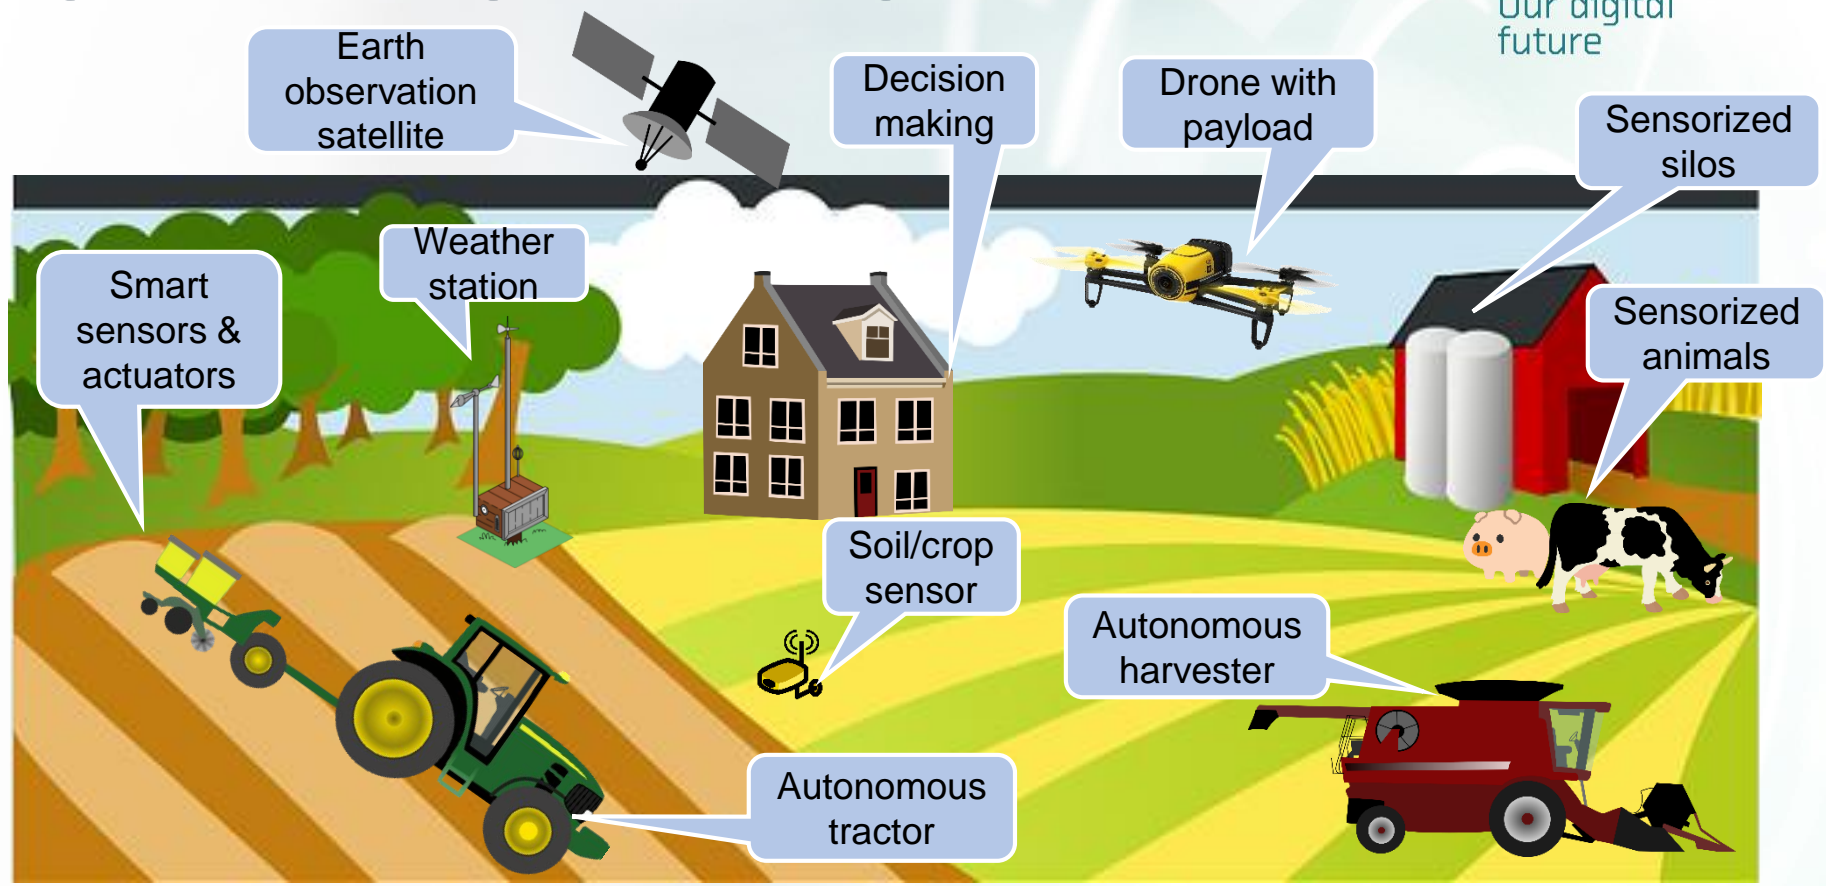 Our digital
future
Earth
observation
satellite
Decision
making
Drone with
payload
Sensorized
silos
Weather
station
Smart
sensors &
actuators
Sensorized
animals
Soil/crop
sensor
Autonomous
harvester
Autonomous
tractor